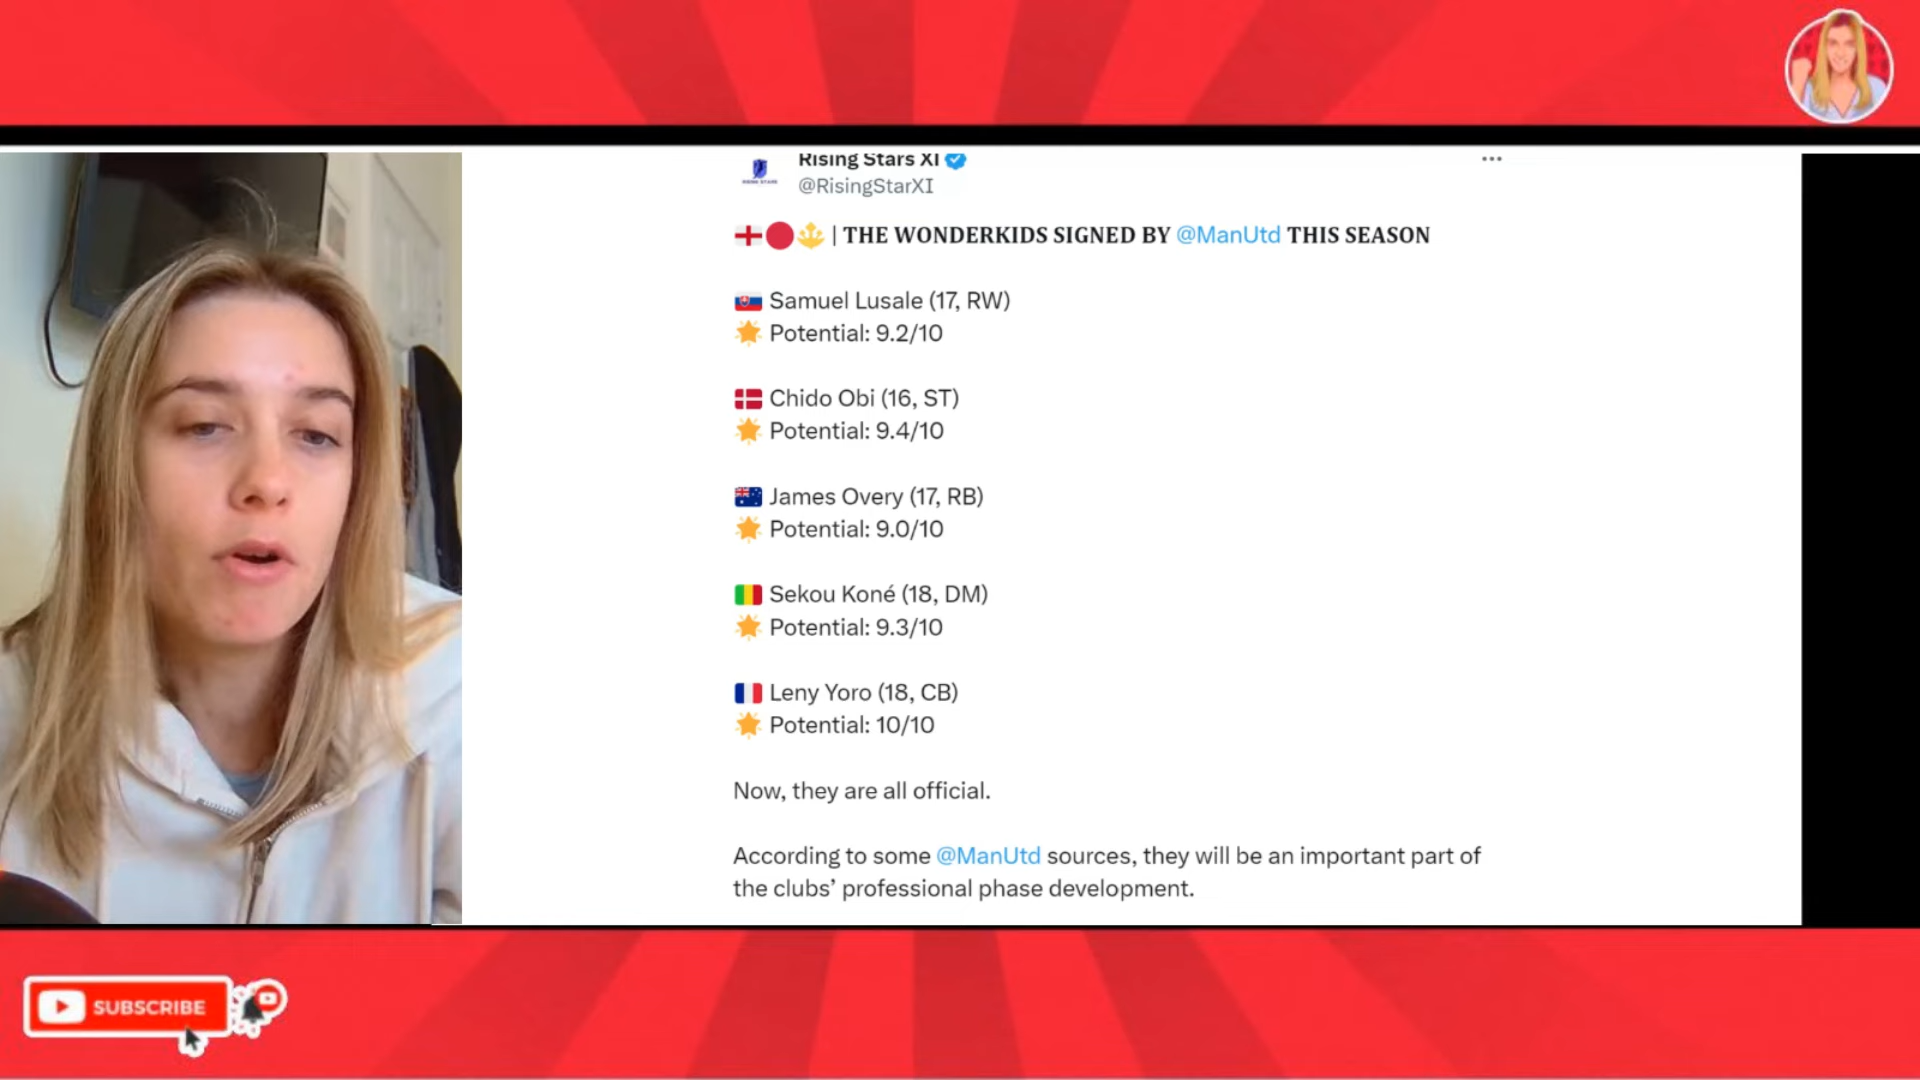 Rising Stars XI
@RisingStarXI
| THE WONDERKIDS SIGNED BY @ManUtd THIS SEASON
Samuel Lusale (17, RW)
Potential: 9.2/10
Chido Obi (16, ST)
Potential: 9.4/10
James Overy (17, RB)
Potential: 9.0/10
Sekou Koné (18, DM)
Potential: 9.3/10
Leny Yoro (18, CB)
Potential: 10/10
Now, they are all official.
According to some @ManUtd sources, they will be an important part of
the clubs’ professional phase development.
SUBSCRIBE